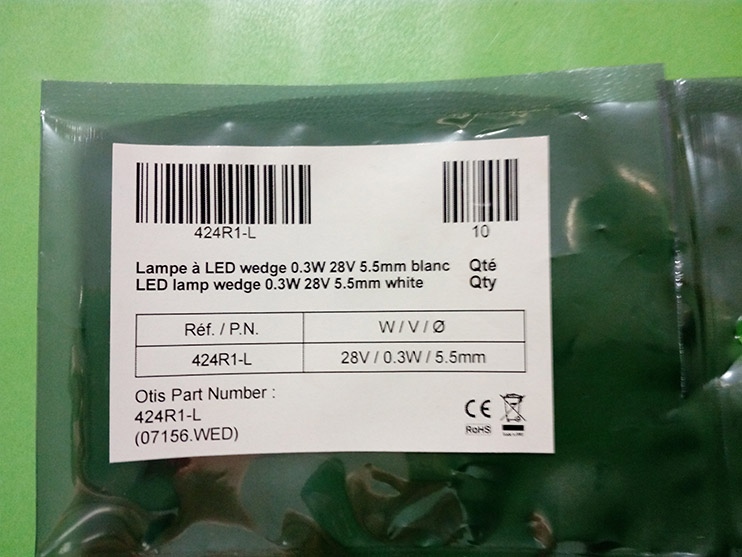 424R1-L 10
Lampe à LED wedge 0.3W 28V 5.5mm blanc Qté
LED lamp wedge 0.3W 28V 5.5mm white Qty
Réf. / P.N. W / V / Ø
424R1-L 28V / 0.3W / 5.5mm
Otis Part Number :
424R1-L
(07156.WED)
CE
RoHS